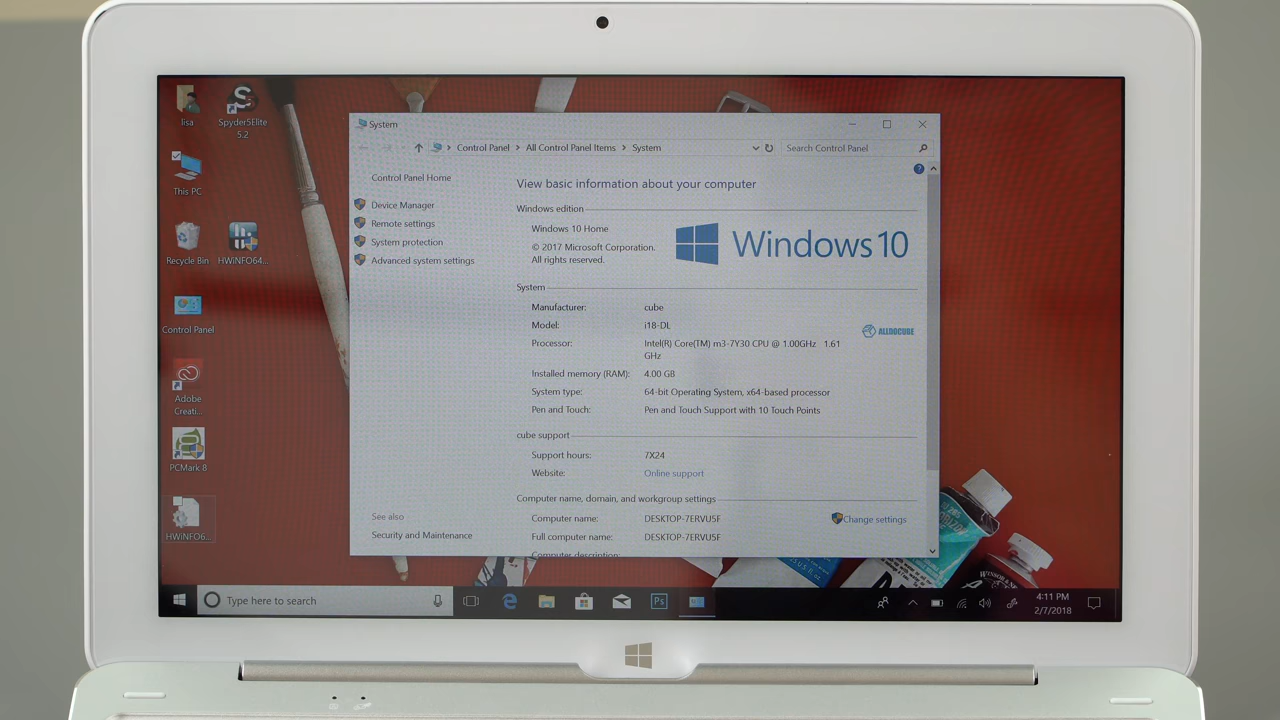 lisa
Spyder5Elite
5.2
This PC
Recycle Bin
HWiNFO64...
Control Panel
Adobe
Creati...
PCMark 8
HWiNFO6...
System
Control Panel > All Control Panel Items > System
Search Control Panel
Control Panel Home
Device Manager
Remote settings
System protection
Advanced system settings
See also
Security and Maintenance
View basic information about your computer
Windows edition
Windows 10 Home
© 2017 Microsoft Corporation.
All rights reserved.
Windows 10
System
Manufacturer: cube
Model: i18-DL
ALLDOCUBE
Processor: Intel(R) Core(TM) m3-7Y30 CPU @ 1.00GHz 1.61
GHz
Installed memory (RAM): 4.00 GB
System type: 64-bit Operating System, x64-based processor
Pen and Touch: Pen and Touch Support with 10 Touch Points
cube support
Support hours: 7X24
Website: Online support
Computer name, domain, and workgroup settings
Computer name: DESKTOP-7ERVU5F
Change settings
Full computer name: DESKTOP-7ERVU5F
Computer description:
Type here to search
Ps
4:11 PM
2/7/2018